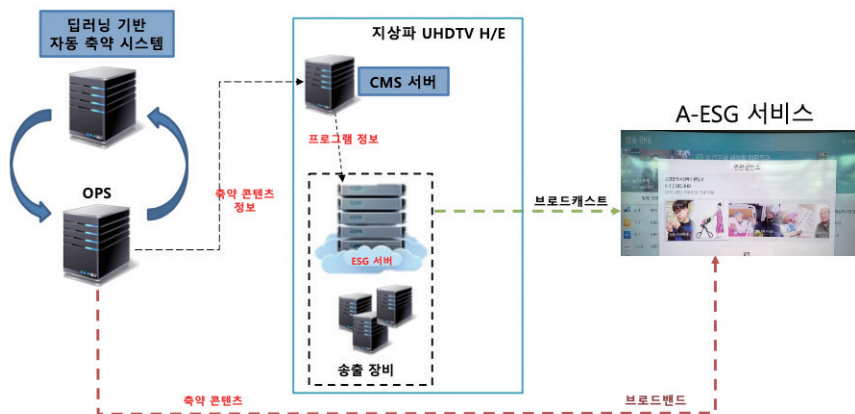 딥러닝 기반
자동 축약 시스템
지상파 UHDTV H/E
CMS 서버
A-ESG 서비스
프로그램 정보
OPS
축약 콘텐츠
정보
브로드캐스트
ESG 서버
송출 장비
축약 콘텐츠
브로드밴드